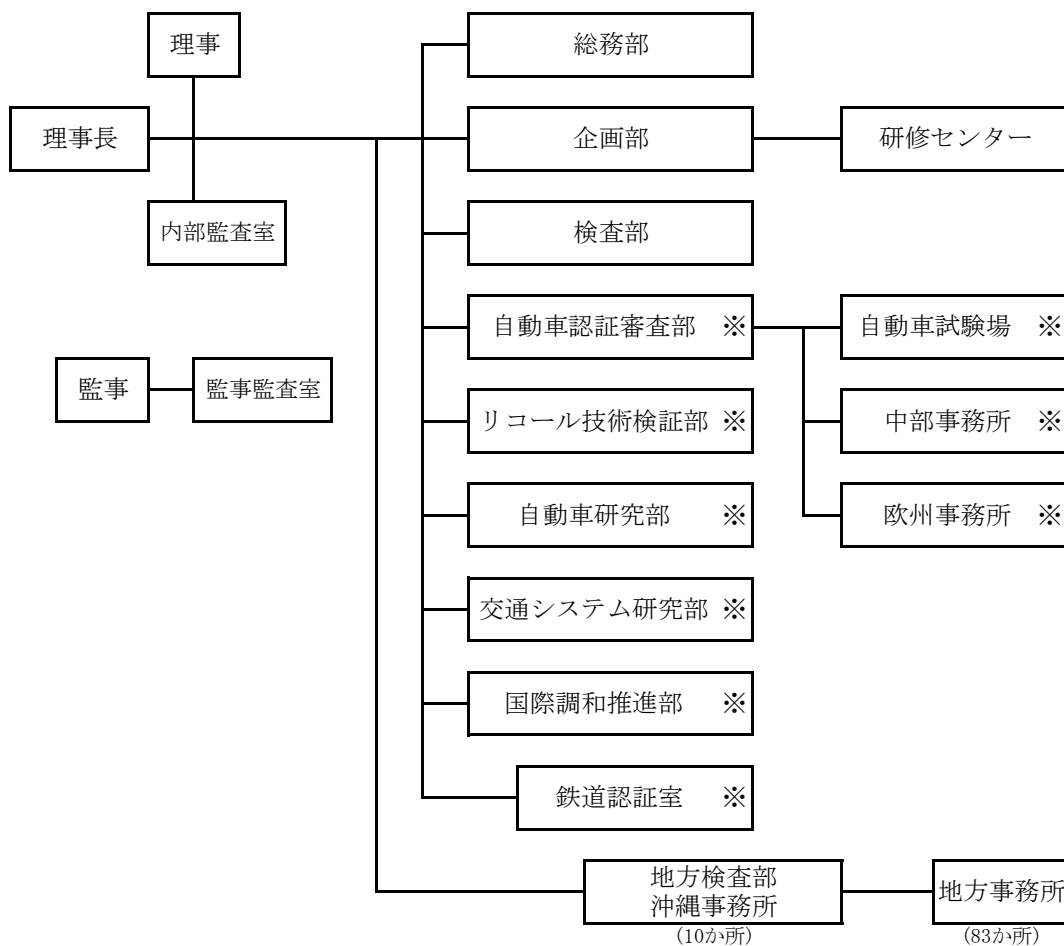 理事
総務部
理事長
企画部
研修センター
内部監査室
検査部
自動車認証審査部 ※
自動車試験場 ※
監事
監事監査室
リコール技術検証部 ※
中部事務所 ※
自動車研究部 ※
欧州事務所 ※
交通システム研究部 ※
国際調和推進部 ※
鉄道認証室 ※
地方検査部
沖縄事務所
(10か所)
地方事務所
(83か所)